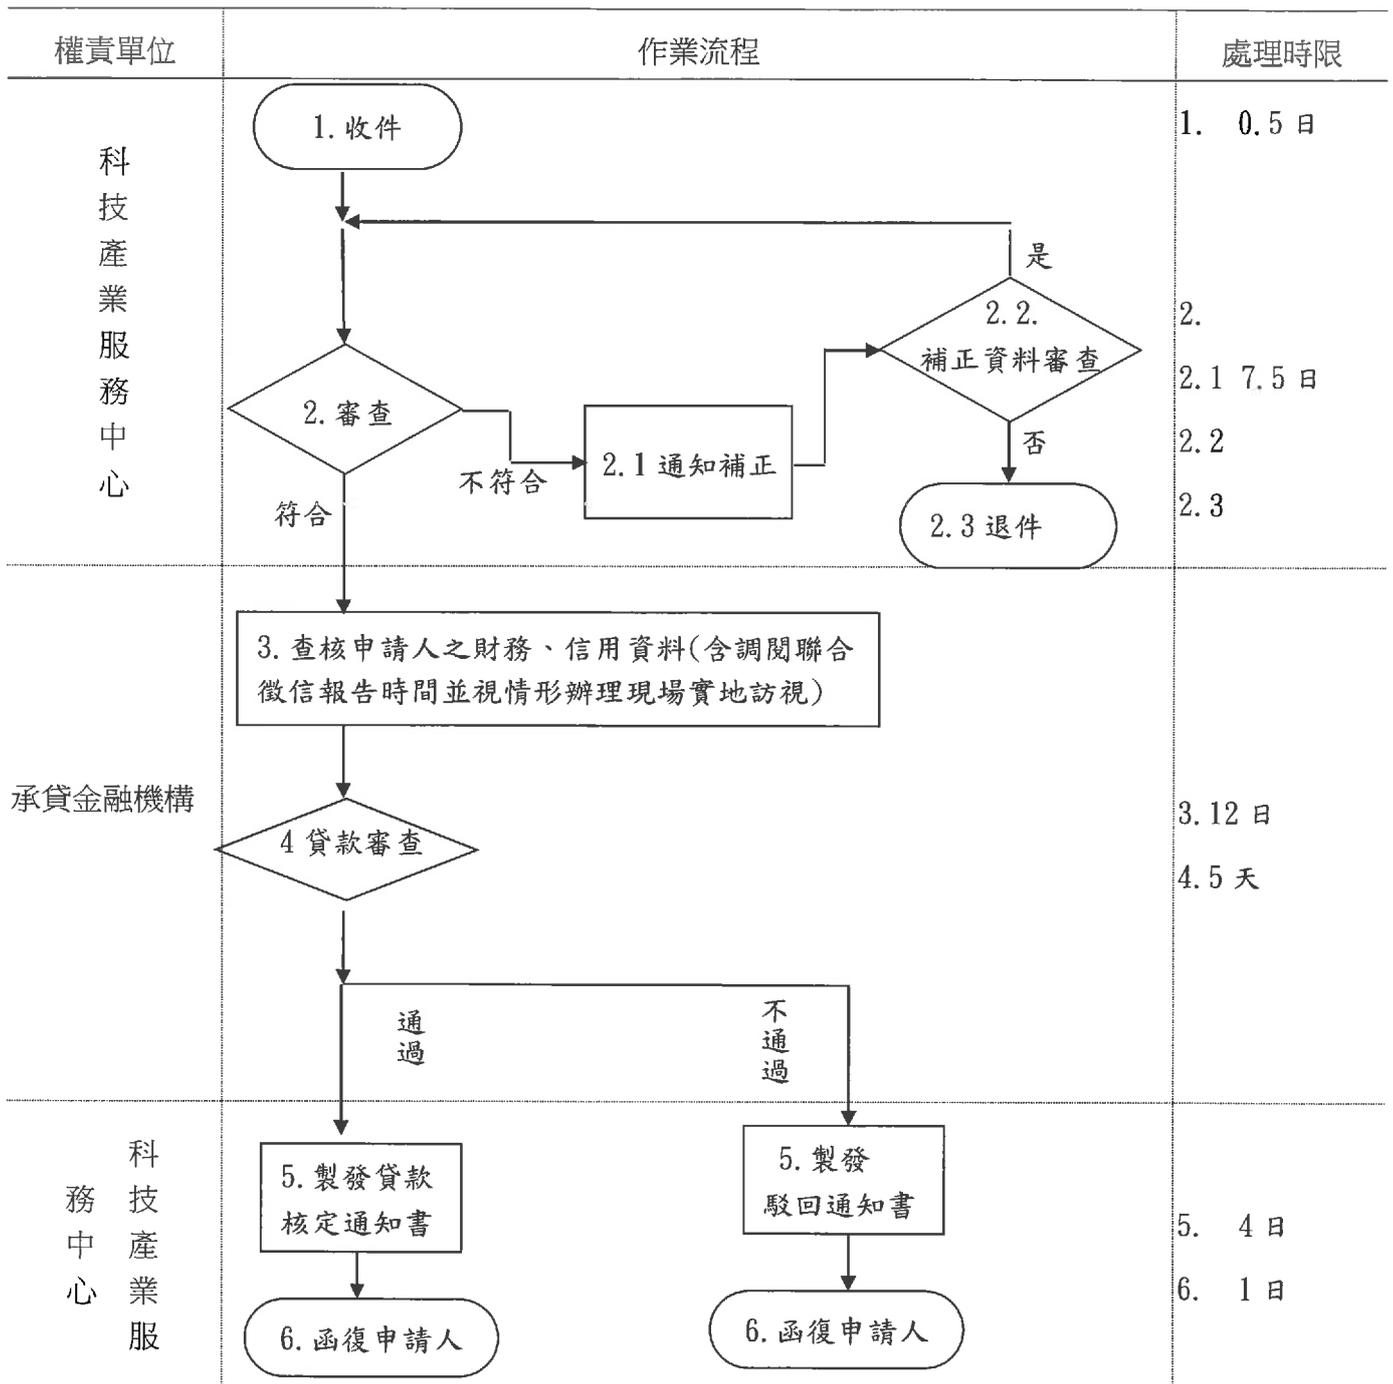 權責單位
作業流程
處理時限
科技產業服務中心
1.收件
1. 0.5日
是
2.2.
補正資料審查
2.
2.審查
2.1 7.5日
不符合
2.1通知補正
否
2.2
符合
2.3退件
2.3
承貸金融機構
3.查核申請人之財務、信用資料(含調閱聯合
徵信報告時間並視情形辦理現場實地訪視)
4貸款審查
3.12日
4.5天
通過
不通過
科技產業服
務中心
5.製發貸款
核定通知書
5.製發
駁回通知書
5. 4日
6.函復申請人
6.函復申請人
6. 1日